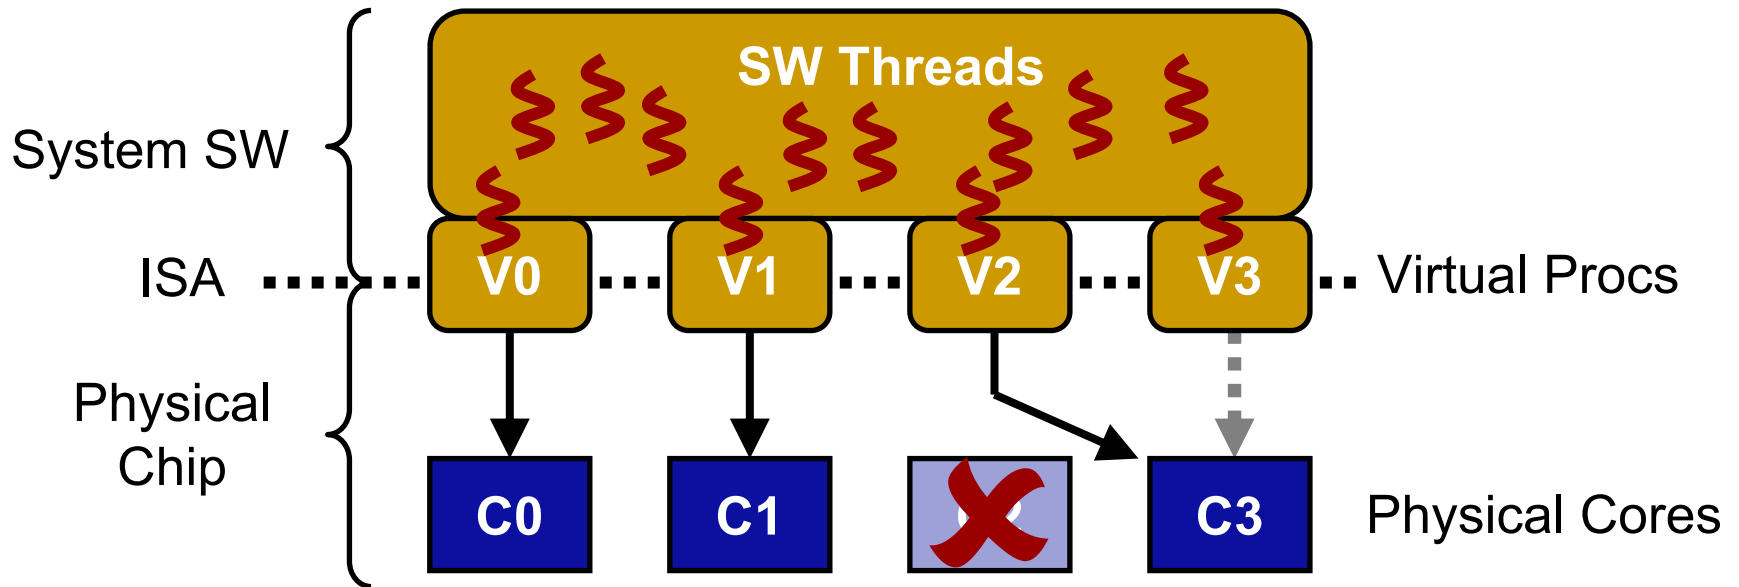 SW Threads
System SW
V0 V1 V2 V3
ISA
Virtual Procs
Physical
Chip
C0 C1 C3
Physical Cores